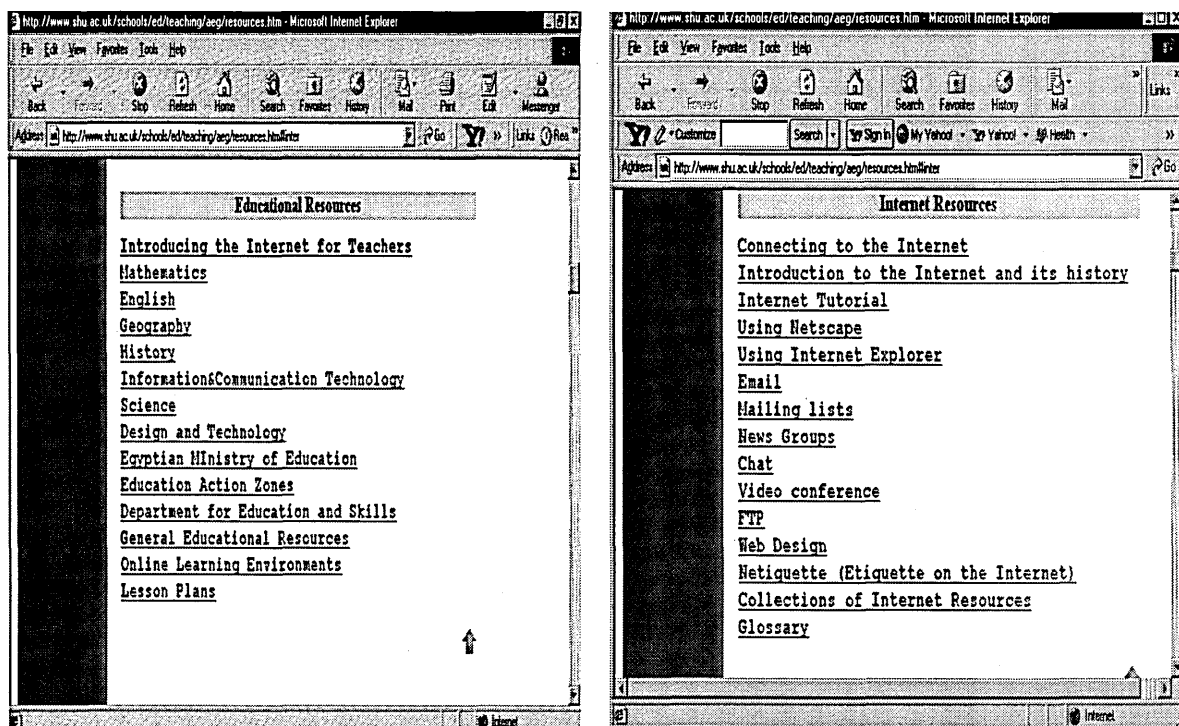 http://www.shu.ac.uk/schools/ed/teaching/aeg/resources.htm - Microsoft Internet Explorer
File Edit View Favorites Tools Help
Back Forward Stop Refresh Home Search Favorites History Mail Print Edit Messenger
Address http://www.shu.ac.uk/schools/ed/teaching/aeg/resources.htm#inter Go Y! » Links Rea »
Educational Resources
Introducing the Internet for Teachers
Mathematics
English
Geography
History
Information&Communication Technology
Science
Design and Technology
Egyptian MInistry of Education
Education Action Zones
Department for Education and Skills
General Educational Resources
Online Learning Environments
Lesson Plans
Internet
http://www.shu.ac.uk/schools/ed/teaching/aeg/resources.htm - Microsoft Internet Explorer
File Edit View Favorites Tools Help
Back Forward Stop Refresh Home Search Favorites History Mail » Links
Y! Customize Search Sign In My Yahoo! Yahoo! Health »
Address http://www.shu.ac.uk/schools/ed/teaching/aeg/resources.htm#inter Go
Internet Resources
Connecting to the Internet
Introduction to the Internet and its history
Internet Tutorial
Using Netscape
Using Internet Explorer
Email
Mailing lists
News Groups
Chat
Video conference
FTP
Web Design
Netiquette (Etiquette on the Internet)
Collections of Internet Resources
Glossary
Internet